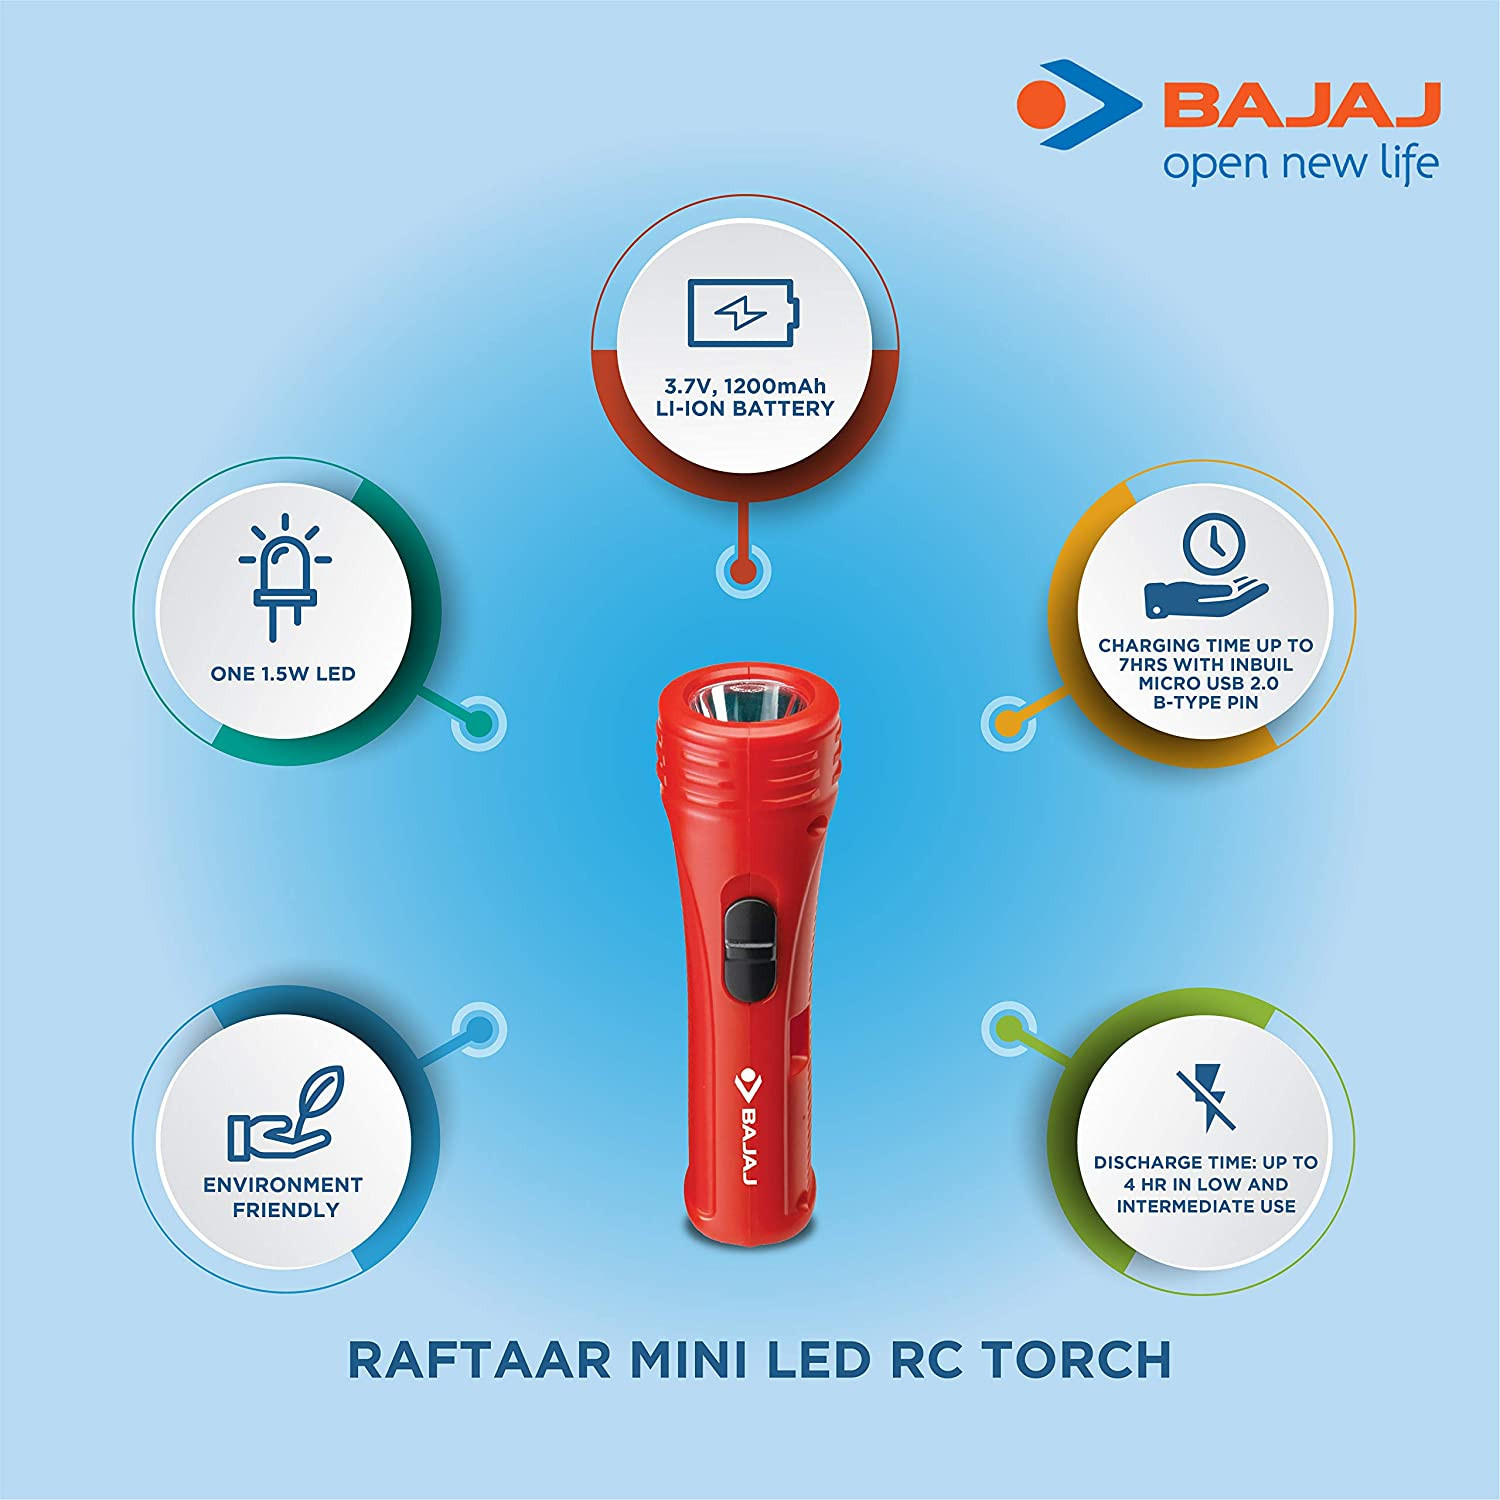 BAJAJ
open new life
3.7V, 1200mAh
LI-ION BATTERY
ONE 1.5W LED
CHARGING TIME UP TO
7HRS WITH INBUIL
MICRO USB 2.0
B-TYPE PIN
BAJAJ
ENVIRONMENT
FRIENDLY
DISCHARGE TIME: UP TO
4 HR IN LOW AND
INTERMEDIATE USE
RAFTAAR MINI LED RC TORCH